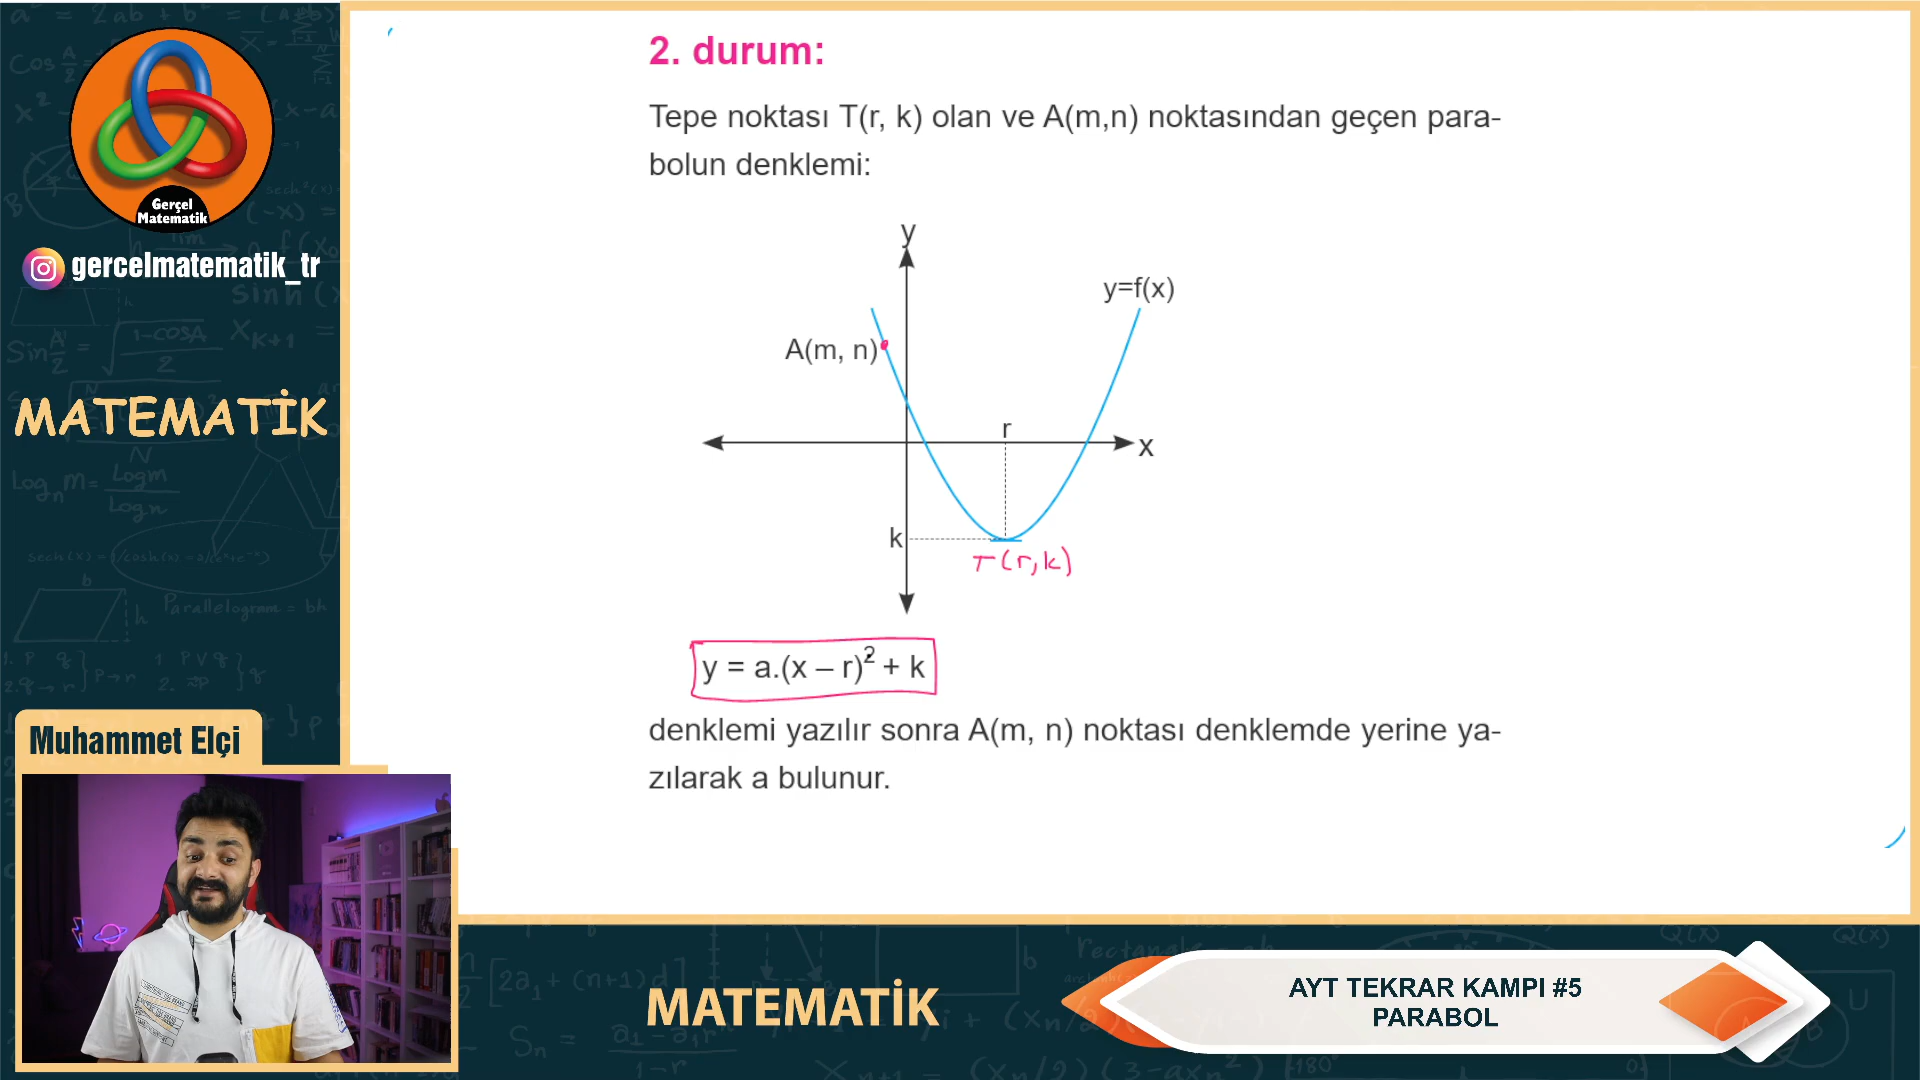 2. durum:
Tepe noktası T(r, k) olan ve A(m,n) noktasından geçen para-
bolun denklemi:
y
y=f(x)
A(m, n)
r
x
k
T(r,k)
y = a.(x – r)² + k
denklemi yazılır sonra A(m, n) noktası denklemde yerine ya-
zılarak a bulunur.
Gerçel
Matematik
gercelmatematik_tr
MATEMATİK
Muhammet Elçi
MATEMATİK
AYT TEKRAR KAMPI #5
PARABOL